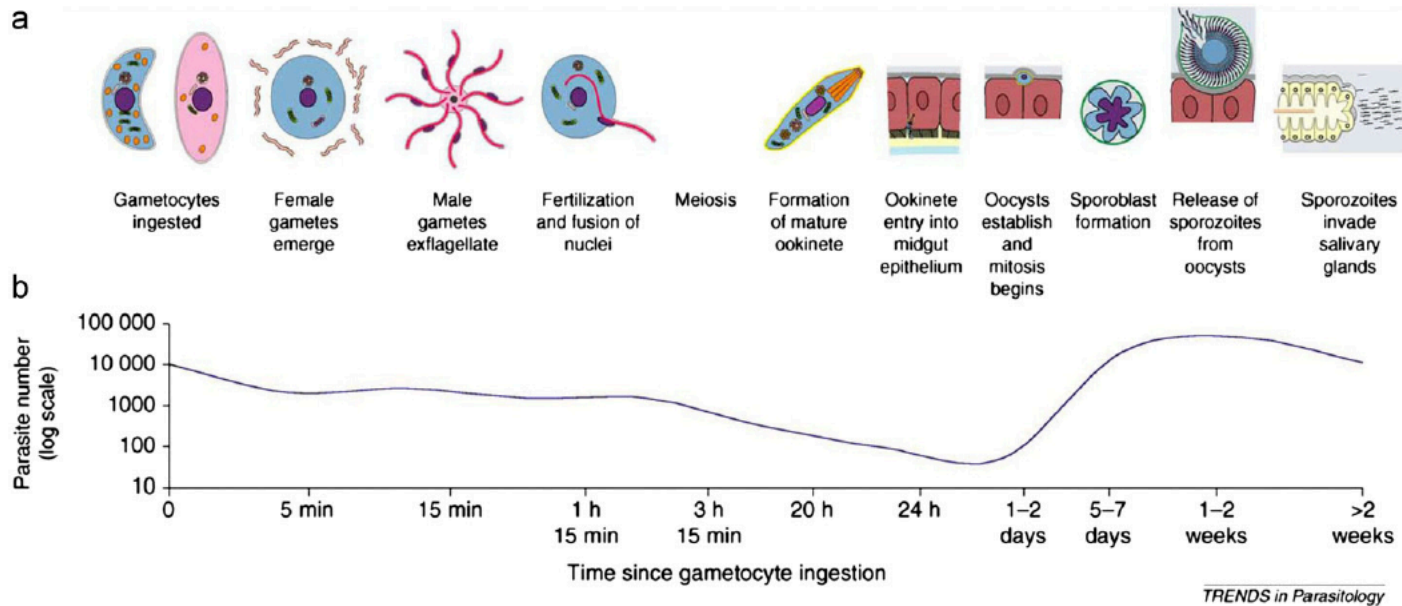 a
Gametocytes
ingested
Female
gametes
emerge
Male
gametes
exflagellate
Fertilization
and fusion of
nuclei
Meiosis
Formation
of mature
ookinete
Ookinete
entry into
midgut
epithelium
Oocysts
establish
and
mitosis
begins
Sporoblast
formation
Release of
sporozoites
from
oocysts
Sporozoites
invade
salivary
glands
b
Parasite number
(log scale)
100 000
10 000
1000
100
10
0
5 min
15 min
1 h
15 min
3 h
15 min
20 h
24 h
1–2
days
5–7
days
1–2
weeks
>2
weeks
Time since gametocyte ingestion
TRENDS in Parasitology